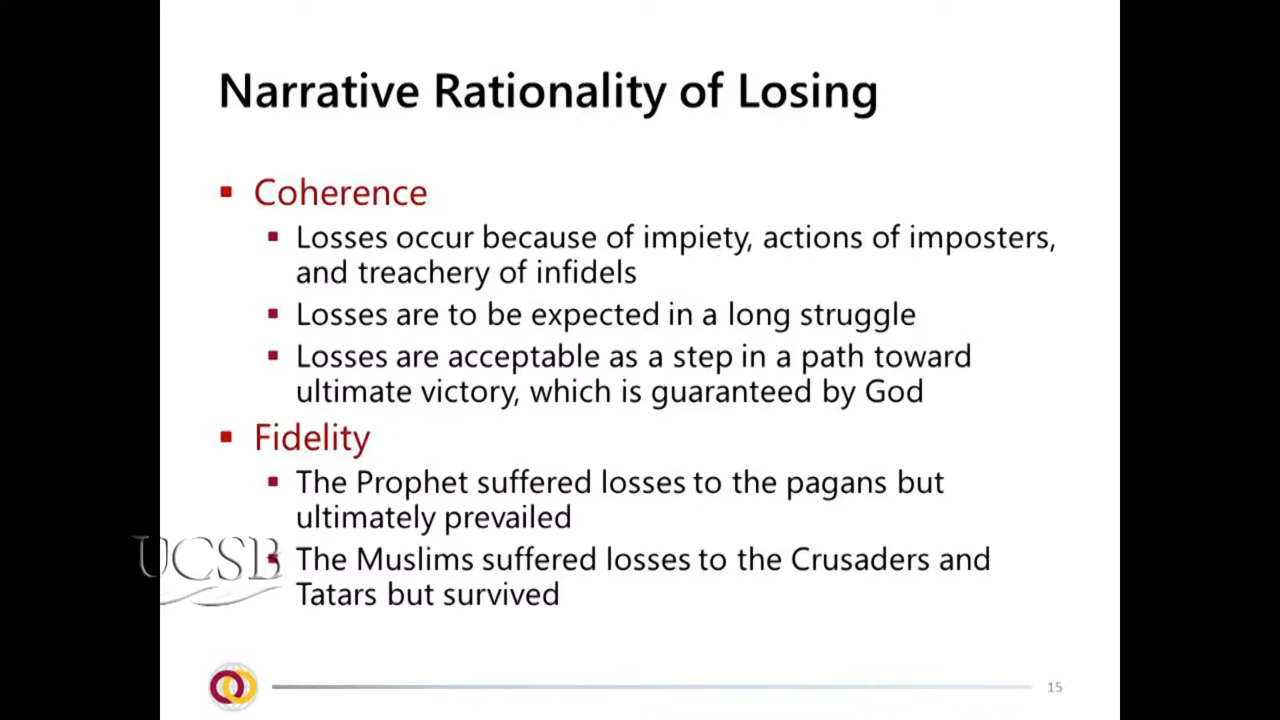 Narrative Rationality of Losing
Coherence
Losses occur because of impiety, actions of imposters,
and treachery of infidels
Losses are to be expected in a long struggle
Losses are acceptable as a step in a path toward
ultimate victory, which is guaranteed by God
Fidelity
The Prophet suffered losses to the pagans but
ultimately prevailed
UCSB
The Muslims suffered losses to the Crusaders and
Tatars but survived
15